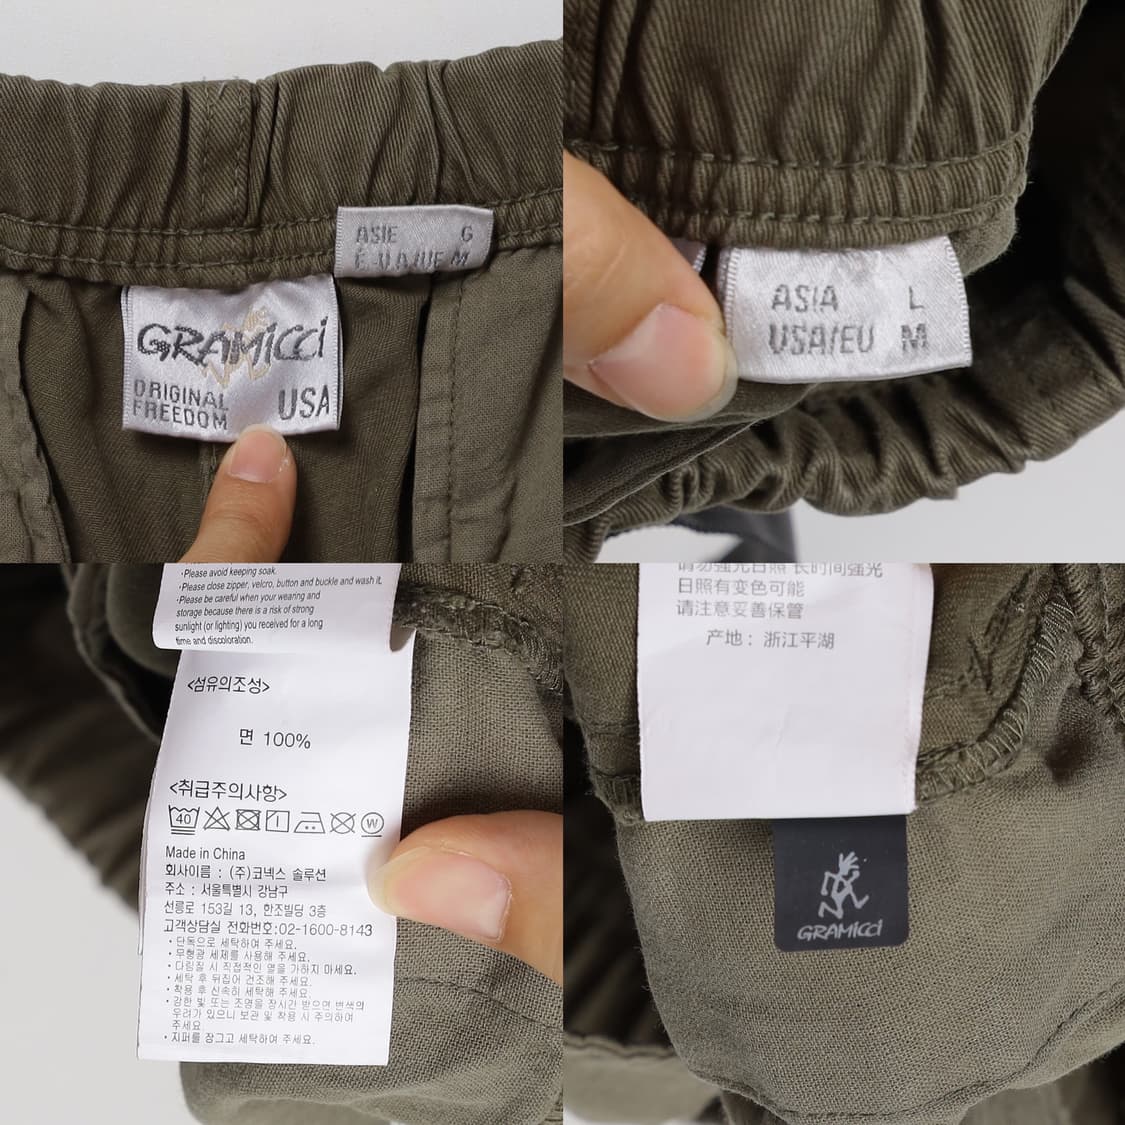 ASIE G
É.-U.A/UE M
GRAMICCI
ORIGINAL
FREEDOM
USA
ASIA L
USA/EU M
・Please avoid keeping soak.
・Please close zipper, velcro, button and buckle and wash it.
・Please be careful when your wearing and
storage because there is a risk of strong
sunlight (or lighting) you received for a long
time and discoloration.
<섬유의조성>
면 100%
<취급주의사항>
40 W
Made in China
회사이름 : (주)코넥스 솔루션
주소 : 서울특별시 강남구
선릉로 153길 13, 한조빌딩 3층
고객상담실 전화번호:02-1600-8143
・단독으로 세탁하여 주세요.
・무형광 세제를 사용해 주세요.
・다림질 시 직접적인 열을 가하지 마세요.
・세탁 후 뒤집어 건조해 주세요.
・착용 후 신속히 세탁해 주세요.
・강한 빛 또는 조명을 장시간 받으면 변색의
우려가 있으니 보관 및 착용 시 주의하여
주세요.
・지퍼를 잠그고 세탁하여 주세요.
请勿强光日照 长时间强光
日照有变色可能
请注意妥善保管
产地：浙江平湖
GRAMICCI